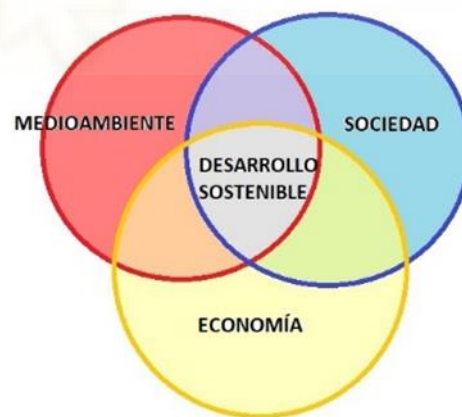 MEDIOAMBIENTE
SOCIEDAD
DESARROLLO
SOSTENIBLE
ECONOMÍA